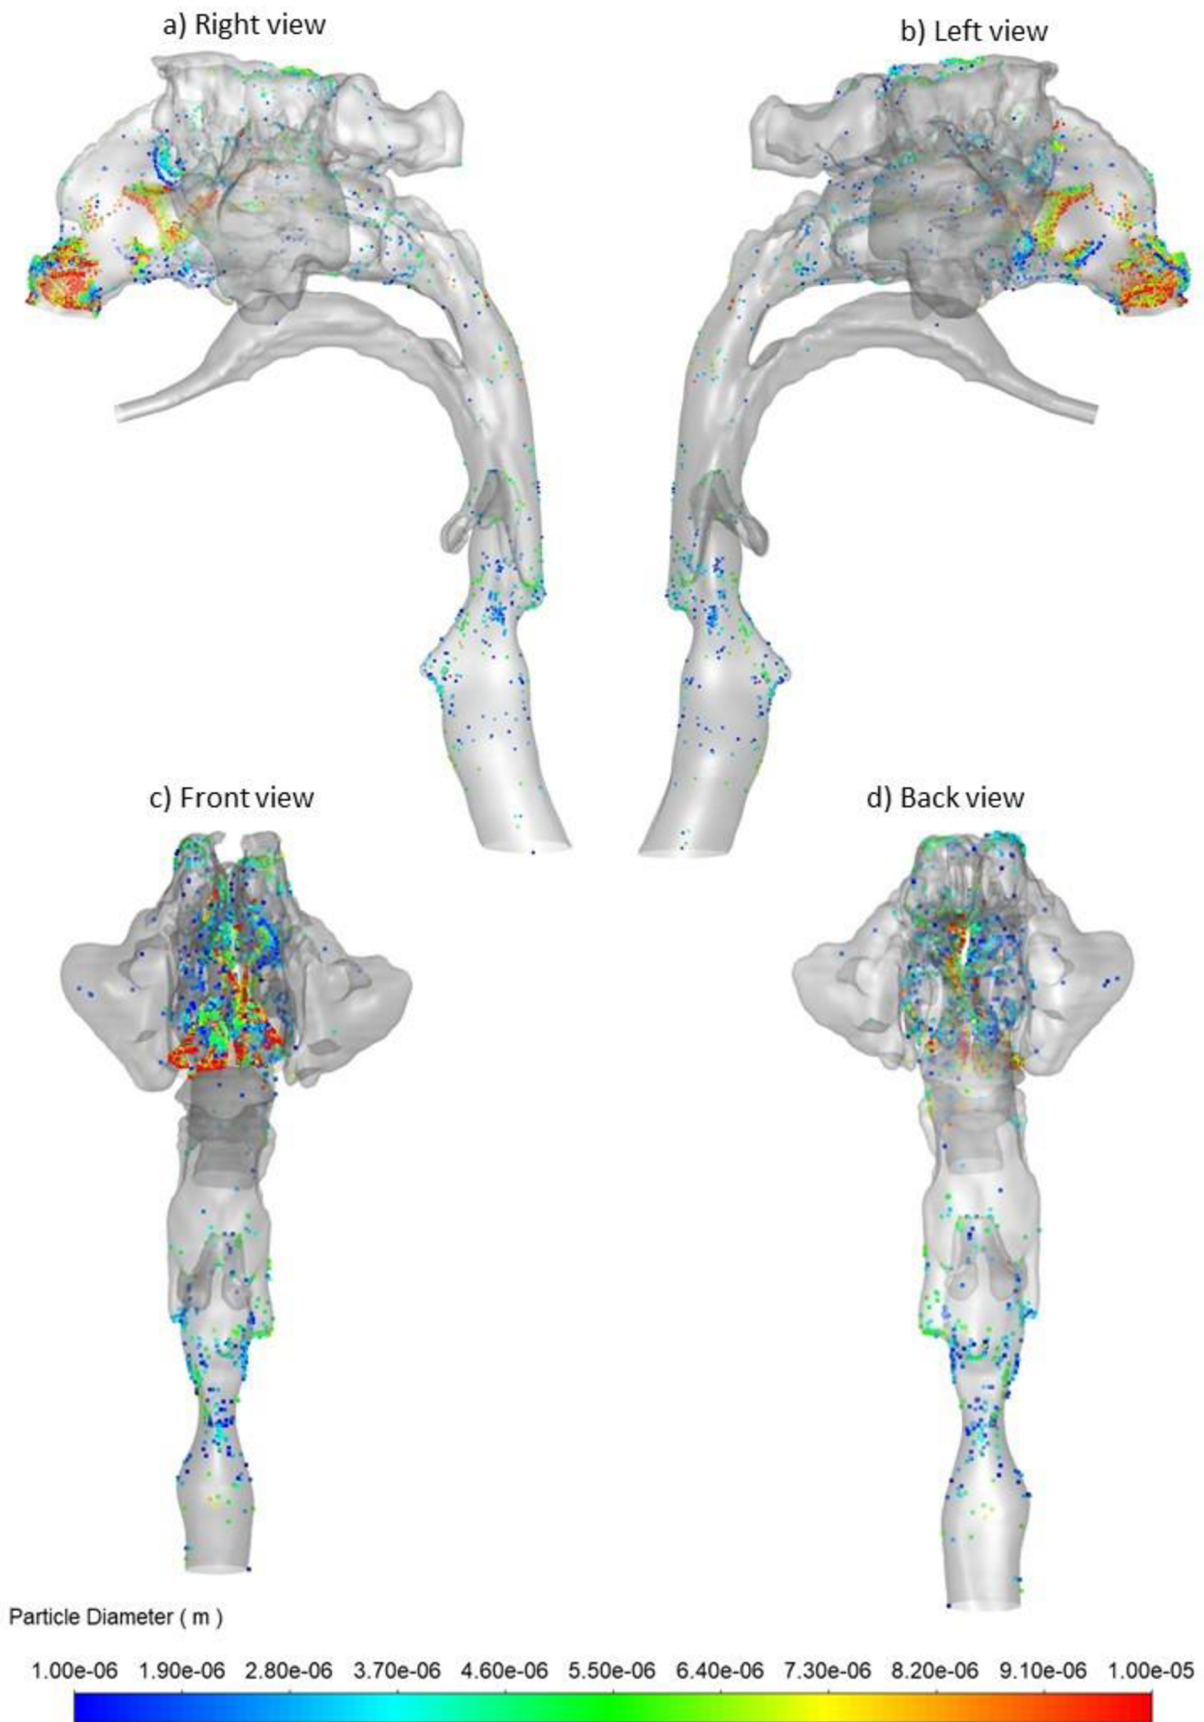 a) Right view
b) Left view
c) Front view
d) Back view
Particle Diameter ( m )
1.00e-06 1.90e-06 2.80e-06 3.70e-06 4.60e-06 5.50e-06 6.40e-06 7.30e-06 8.20e-06 9.10e-06 1.00e-05